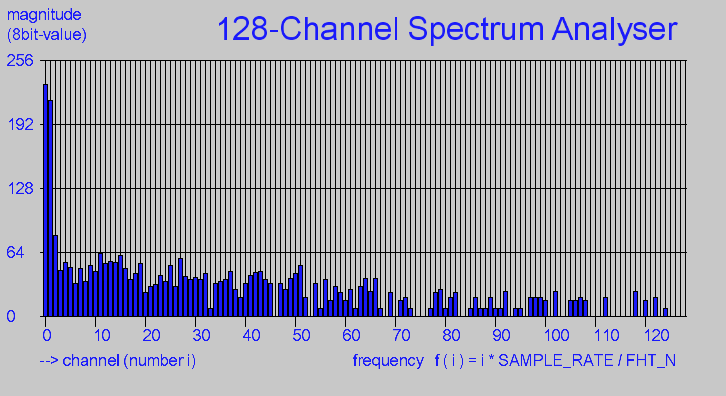 magnitude
(8bit-value)
128-Channel Spectrum Analyser
256
192
128
64
0
0 10 20 30 40 50 60 70 80 90 100 110 120
--> channel (number i)
frequency f ( i ) = i * SAMPLE_RATE / FHT_N